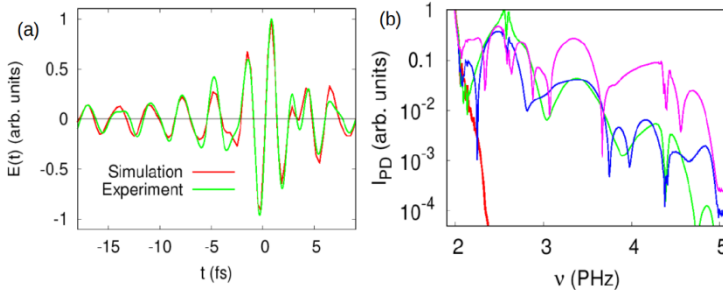 (a)
E(t) (arb. units)
1
0.5
0
-0.5
-1
Simulation
Experiment
-15 -10 -5 0 5
t (fs)
(b)
I_PD (arb. units)
1
0.1
10^-2
10^-3
10^-4
2 3 4 5
ν (PHz)